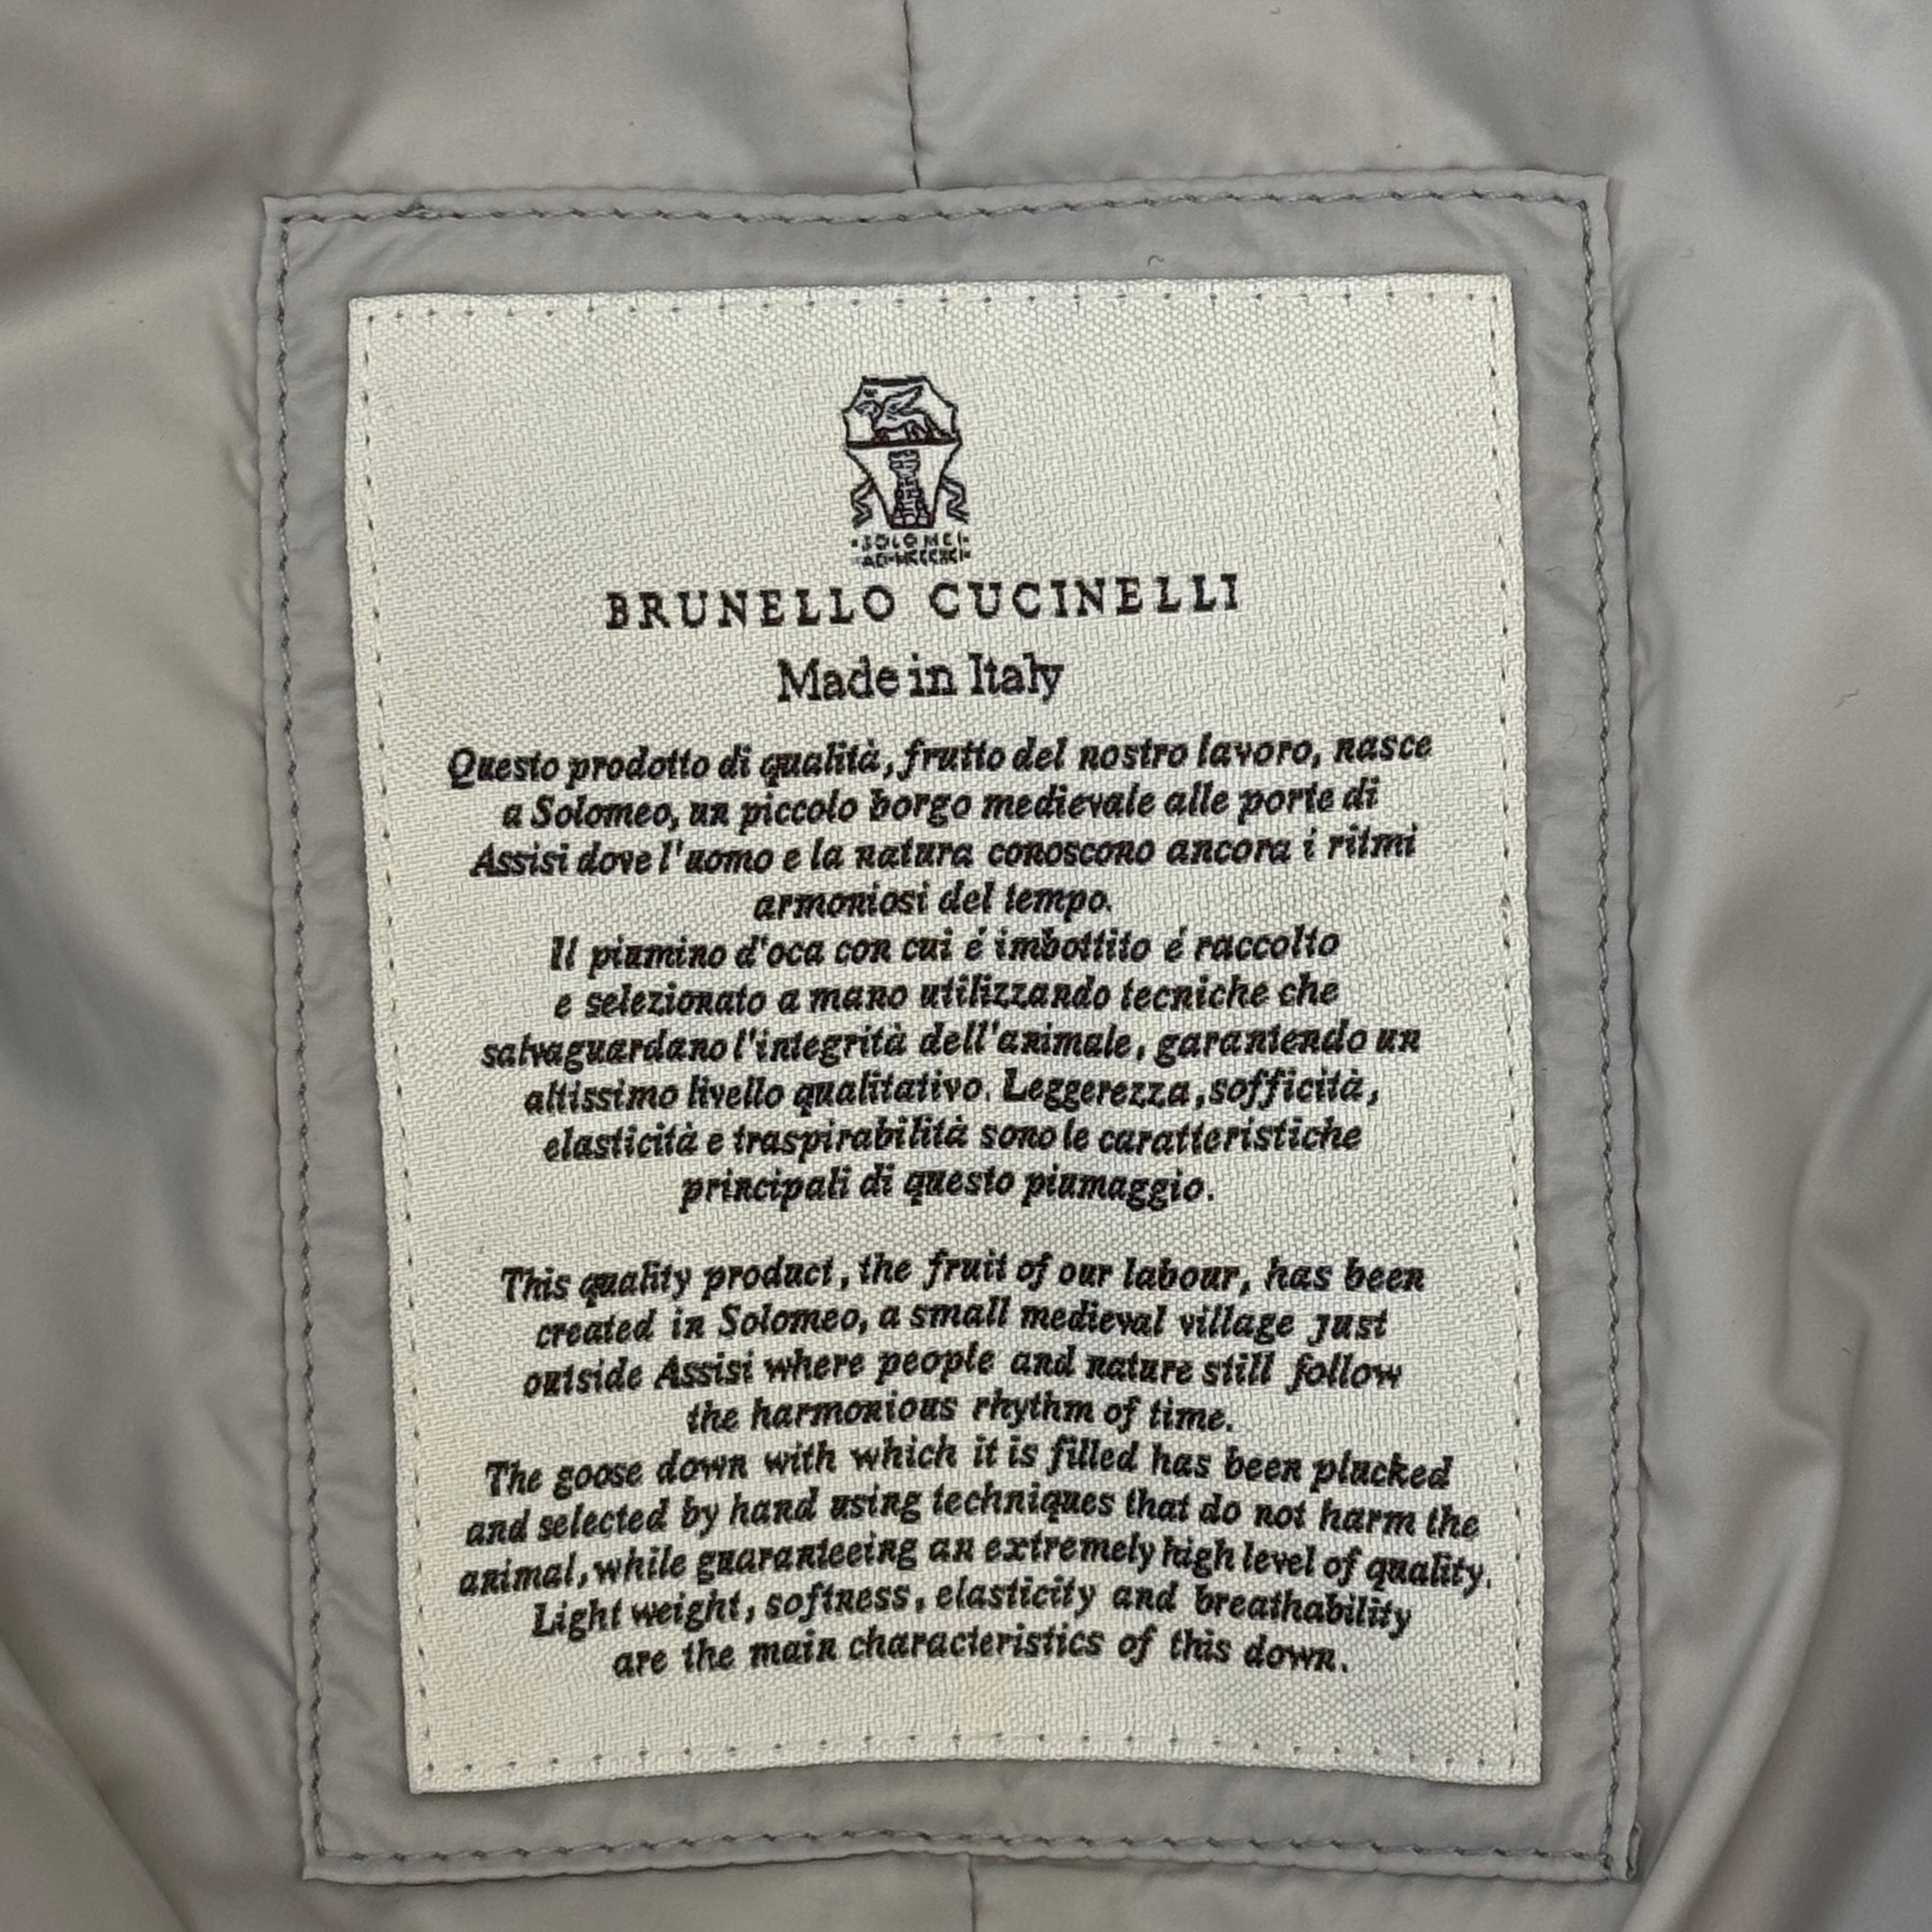 ·SOLOMEI·
BRUNELLO CUCINELLI
Made in Italy
Questo prodotto di qualità, frutto del nostro lavoro, nasce
a Solomeo, un piccolo borgo medievale alle porte di
Assisi dove l'uomo e la natura conoscono ancora i ritmi
armoniosi del tempo.
Il piumino d'oca con cui é imbottito é raccolto
e selezionato a mano utilizzando tecniche che
salvaguardano l'integrità dell'animale, garantendo un
altissimo livello qualitativo. Leggerezza, sofficità,
elasticità e traspirabilità sono le caratteristiche
principali di questo piumaggio.
This quality product, the fruit of our labour, has been
created in Solomeo, a small medieval village just
outside Assisi where people and nature still follow
the harmonious rhythm of time.
The goose down with which it is filled has been plucked
and selected by hand using techniques that do not harm the
animal, while guaranteeing an extremely high level of quality.
Light weight, softness, elasticity and breathability
are the main characteristics of this down.